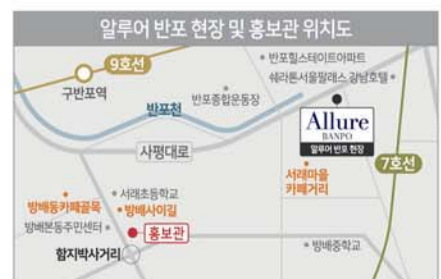 알루어 반포 현장 및 홍보관 위치도
9호선
구반포역
반포천
반포종합운동장
반포힐스테이트아파트
쉐라톤서울팔래스 강남호텔
Allure
BANPO
알루어 반포 현장
사평대로
서래마을
카페거리
7호선
서래초등학교
방배동카페골목
방배사이길
방배본동주민센터
홍보관
함지박사거리
방배중학교